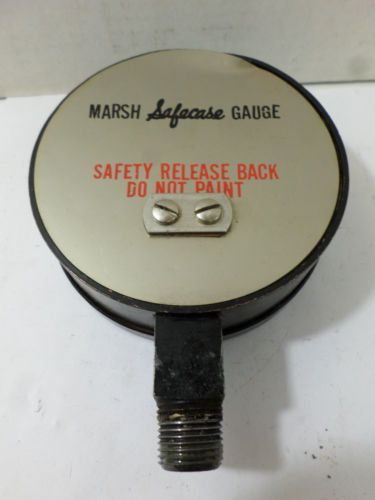 MARSH Safecase GAUGE
SAFETY RELEASE BACK
DO NOT PAINT